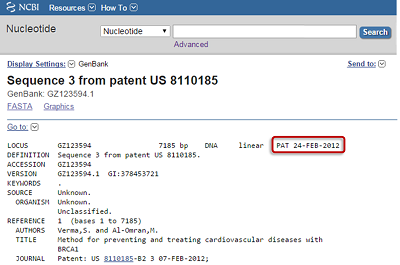 NCBI Resources How To
Nucleotide Nucleotide Search
Advanced
Display Settings: GenBank Send to:
Sequence 3 from patent US 8110185
GenBank: GZ123594.1
FASTA Graphics
Go to:
LOCUS GZ123594 7185 bp DNA linear PAT 24-FEB-2012
DEFINITION Sequence 3 from patent US 8110185.
ACCESSION GZ123594
VERSION GZ123594.1 GI:378453721
KEYWORDS .
SOURCE Unknown.
ORGANISM Unknown.
Unclassified.
REFERENCE 1 (bases 1 to 7185)
AUTHORS Verma,S. and Al-Omran,M.
TITLE Method for preventing and treating cardiovascular diseases with
BRCA1
JOURNAL Patent: US 8110185-B2 3 07-FEB-2012;